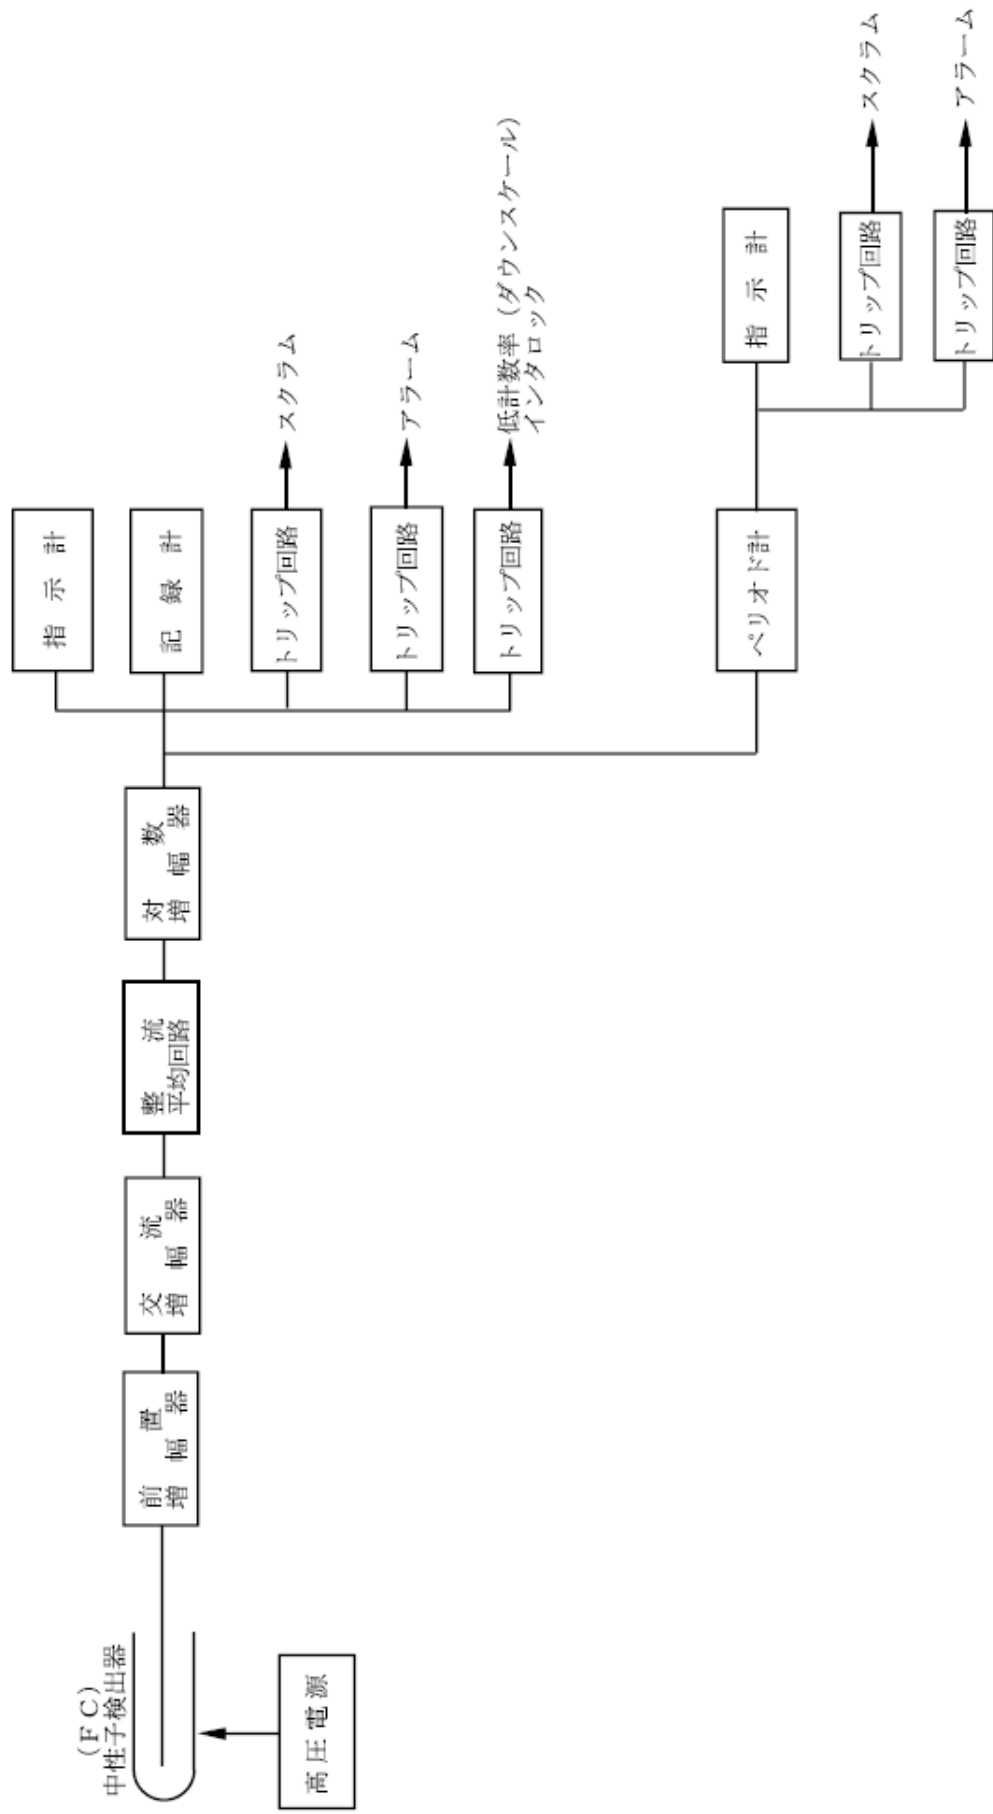 中性子検出器
(ＦＣ)
高圧電源
前置
増幅器
交流
増幅器
整流
平均回路
対数
増幅器
指示計
記録計
トリップ回路
スクラム
トリップ回路
アラーム
トリップ回路
低計数率（ダウンスケール）
インタロック
ペリオド計
指示計
トリップ回路
スクラム
トリップ回路
アラーム